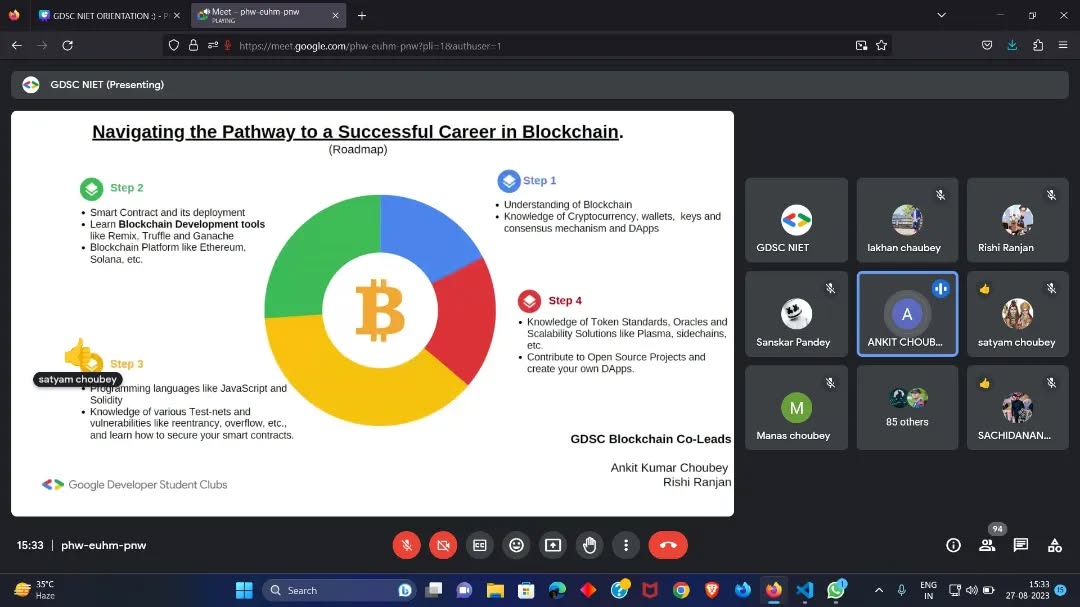 GDSC NIET ORIENTATION :) - P
Meet – phw-euhm-pnw
PLAYING
https://meet.google.com/phw-euhm-pnw?pli=1&authuser=1
GDSC NIET (Presenting)
Navigating the Pathway to a Successful Career in Blockchain.
(Roadmap)
Step 2
Smart Contract and its deployment
Learn Blockchain Development tools
like Remix, Truffle and Ganache
Blockchain Platform like Ethereum,
Solana, etc.
Step 1
Understanding of Blockchain
Knowledge of Cryptocurrency, wallets, keys and
consensus mechanism and DApps
Step 4
Knowledge of Token Standards, Oracles and
Scalability Solutions like Plasma, sidechains,
etc.
Contribute to Open Source Projects and
create your own DApps.
Step 3
satyam choubey
Programming languages like JavaScript and
Solidity
Knowledge of various Test-nets and
vulnerabilities like reentrancy, overflow, etc.,
and learn how to secure your smart contracts.
GDSC Blockchain Co-Leads
Ankit Kumar Choubey
Rishi Ranjan
Google Developer Student Clubs
GDSC NIET
lakhan chaubey
Rishi Ranjan
Sanskar Pandey
A
ANKIT CHOUB...
satyam choubey
M
Manas choubey
85 others
SACHIDANAN...
15:33 | phw-euhm-pnw
94
35°C
Haze
Search
1
ENG
IN
15:33
27-08-2023
15